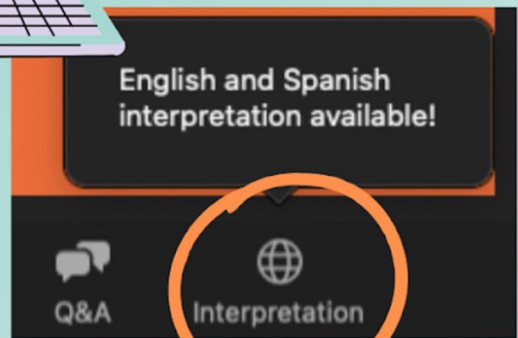 English and Spanish
interpretation available!
Q&A
Interpretation